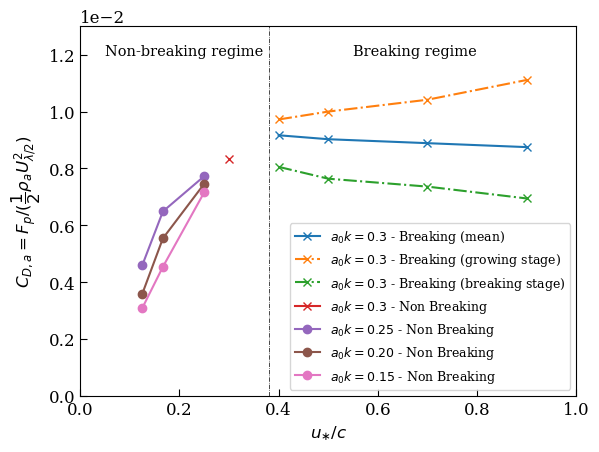 1e−2
Non-breaking regime
Breaking regime
1.2
1.0
0.8
0.6
0.4
0.2
0.0
C_{D,a} = F_p/(\frac{1}{2}ρ_a U²_{λ/2})
a₀k = 0.3 - Breaking (mean)
a₀k = 0.3 - Breaking (growing stage)
a₀k = 0.3 - Breaking (breaking stage)
a₀k = 0.3 - Non Breaking
a₀k = 0.25 - Non Breaking
a₀k = 0.20 - Non Breaking
a₀k = 0.15 - Non Breaking
0.0 0.2 0.4 0.6 0.8 1.0
u_∗/c